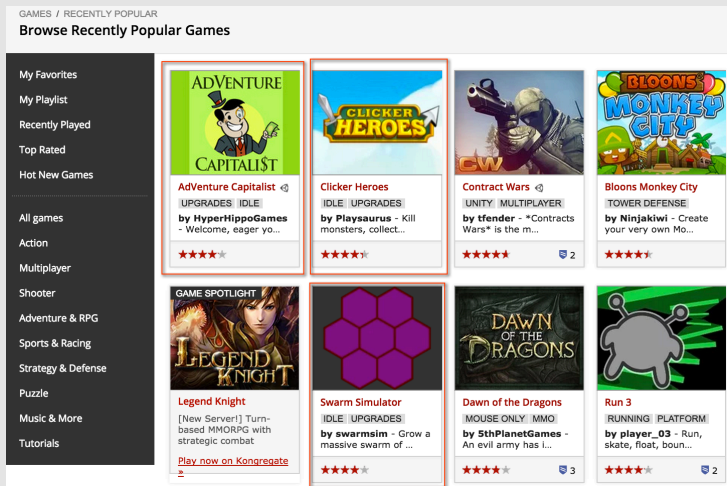 GAMES / RECENTLY POPULAR
Browse Recently Popular Games
My Favorites
My Playlist
Recently Played
Top Rated
Hot New Games
All games
Action
Multiplayer
Shooter
Adventure & RPG
Sports & Racing
Strategy & Defense
Puzzle
Music & More
Tutorials
ADVENTURE
CAPITALI$T
AdVenture Capitalist
UPGRADES IDLE
by HyperHippoGames
- Welcome, eager yo...
CLICKER
HEROES
Clicker Heroes
IDLE UPGRADES
by Playsaurus - Kill
monsters, collect...
CW
Contract Wars
UNITY MULTIPLAYER
by tfender - *Contracts
Wars* is the m...
2
BLOONS
MONKEY
CITY
Bloons Monkey City
TOWER DEFENSE
by Ninjakiwi - Create
your very own Mo...
GAME SPOTLIGHT
LEGEND
KNIGHT
Legend Knight
[New Server!] Turn-
based MMORPG with
strategic combat
Play now on Kongregate
»
Swarm Simulator
IDLE UPGRADES
by swarmsim - Grow a
massive swarm of ...
DAWN
OF THE
DRAGONS
Dawn of the Dragons
MOUSE ONLY MMO
by 5thPlanetGames -
An evil army has i...
3
Run 3
RUNNING PLATFORM
by player_03 - Run,
skate, float, boun...
2